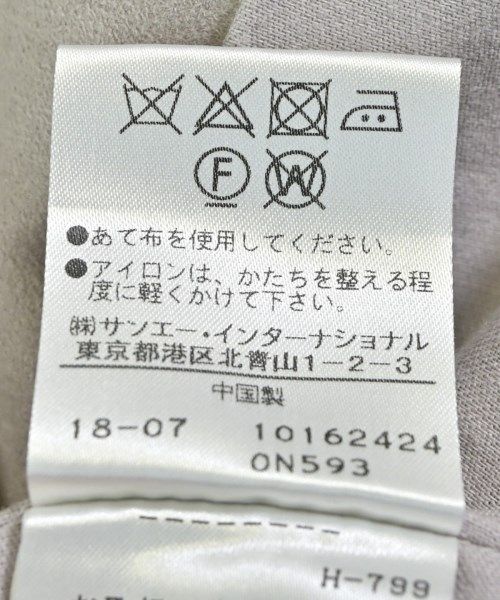 F W
●あて布を使用してください。
●アイロンは、かたちを整える程
度に軽くかけて下さい。
㈱サンエー・インターナショナル
東京都港区北青山1-2-3
中国製
18-07 10162424
0N593
H-799